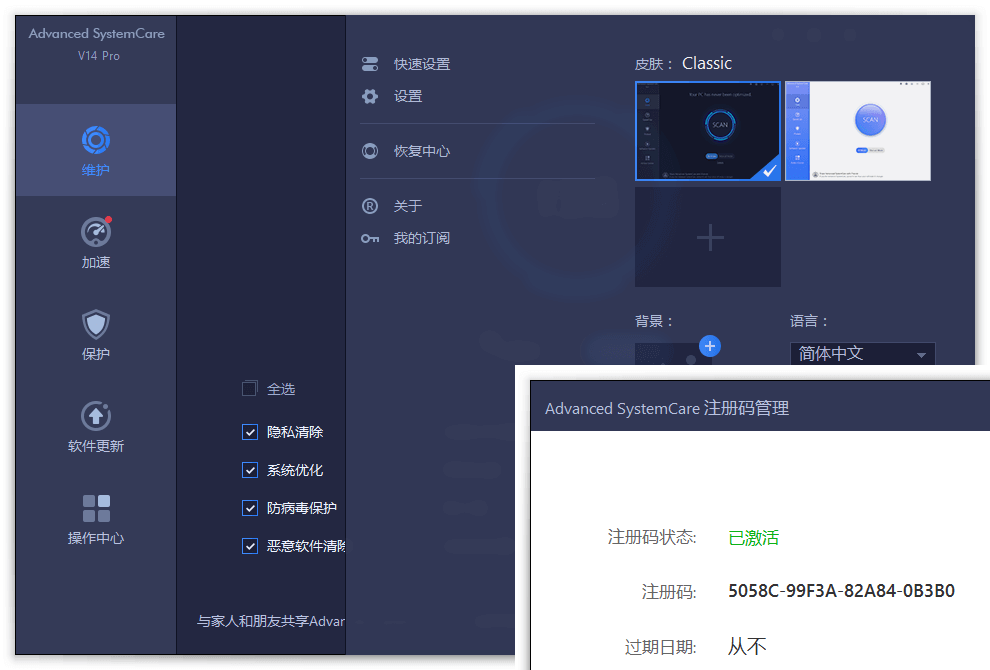 Advanced SystemCare
V14 Pro
维护
加速
保护
软件更新
操作中心
全选
隐私清除
系统优化
防病毒保护
恶意软件清除
与家人和朋友共享Advan
快速设置
设置
恢复中心
关于
我的订阅
皮肤： Classic
SCAN
SCAN
背景：
语言：
简体中文
Advanced SystemCare 注册码管理
注册码状态: 已激活
注册码: 5058C-99F3A-82A84-0B3B0
过期日期: 从不